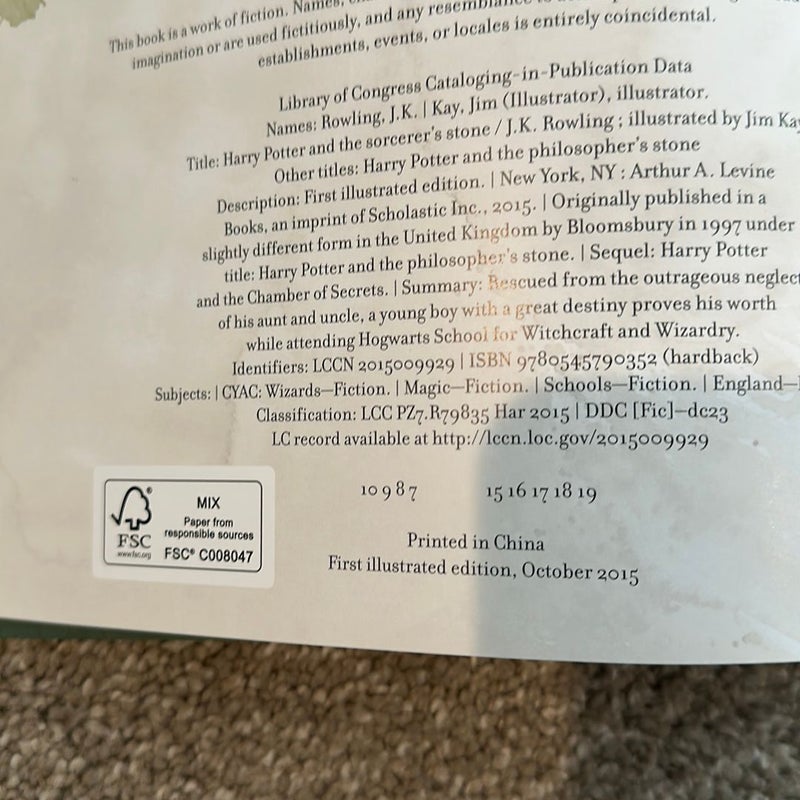 This book is a work of fiction. Names,
imagination or are used fictitiously, and any resemblance to
establishments, events, or locales is entirely coincidental.
Library of Congress Cataloging-in-Publication Data
Names: Rowling, J.K. | Kay, Jim (Illustrator), illustrator.
Title: Harry Potter and the sorcerer's stone / J.K. Rowling ; illustrated by Jim Kay
Other titles: Harry Potter and the philosopher's stone
Description: First illustrated edition. | New York, NY : Arthur A. Levine
Books, an imprint of Scholastic Inc., 2015. | Originally published in a
slightly different form in the United Kingdom by Bloomsbury in 1997 under
title: Harry Potter and the philosopher's stone. | Sequel: Harry Potter
and the Chamber of Secrets. | Summary: Rescued from the outrageous neglect
of his aunt and uncle, a young boy with a great destiny proves his worth
while attending Hogwarts School for Witchcraft and Wizardry.
Identifiers: LCCN 2015009929 | ISBN 9780545790352 (hardback)
Subjects: | CYAC: Wizards—Fiction. | Magic—Fiction. | Schools—Fiction. | England—
Classification: LCC PZ7.R79835 Har 2015 | DDC [Fic]—dc23
LC record available at http://lccn.loc.gov/2015009929
10 9 8 7 15 16 17 18 19
Printed in China
First illustrated edition, October 2015
FSC
www.fsc.org
MIX
Paper from
responsible sources
FSC® C008047